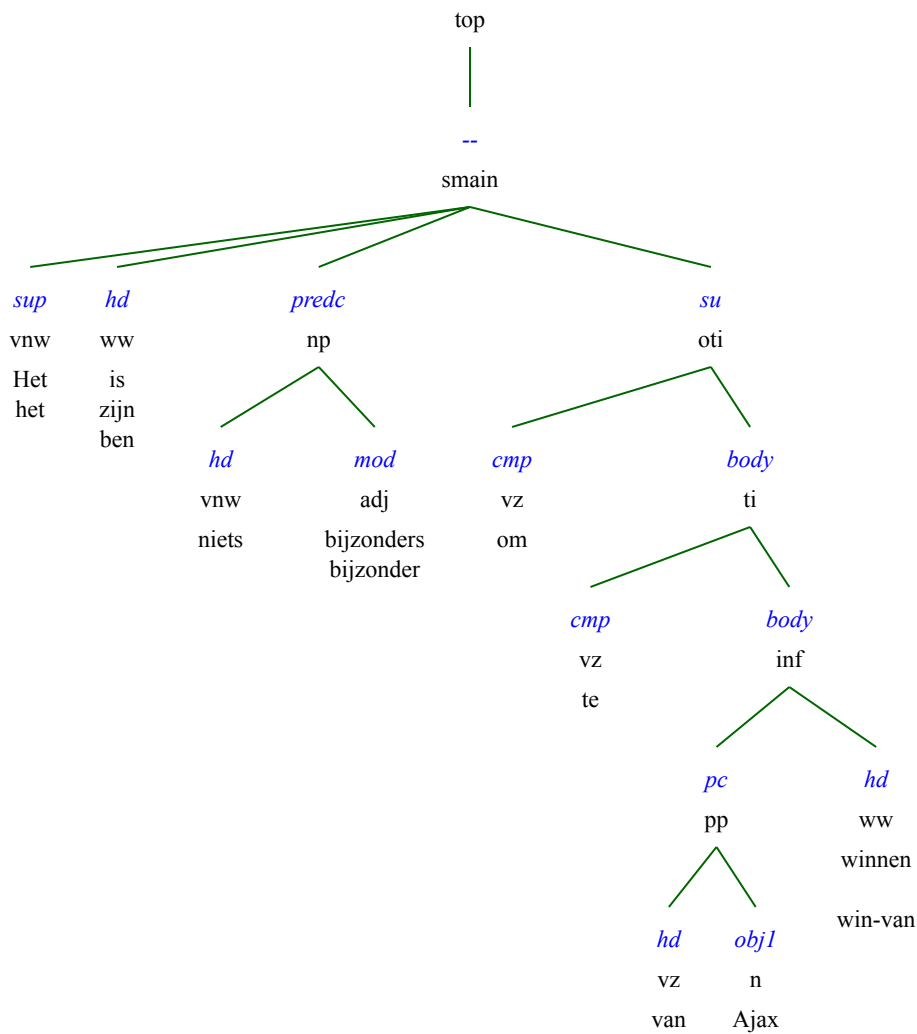 top
--
smain
sup hd predc su
vnw ww np oti
Het is
het zijn
ben
hd mod cmp body
vnw adj vz ti
niets bijzonders om
bijzonder
cmp body
vz inf
te
pc hd
pp ww
winnen
win-van
hd obj1
vz n
van Ajax